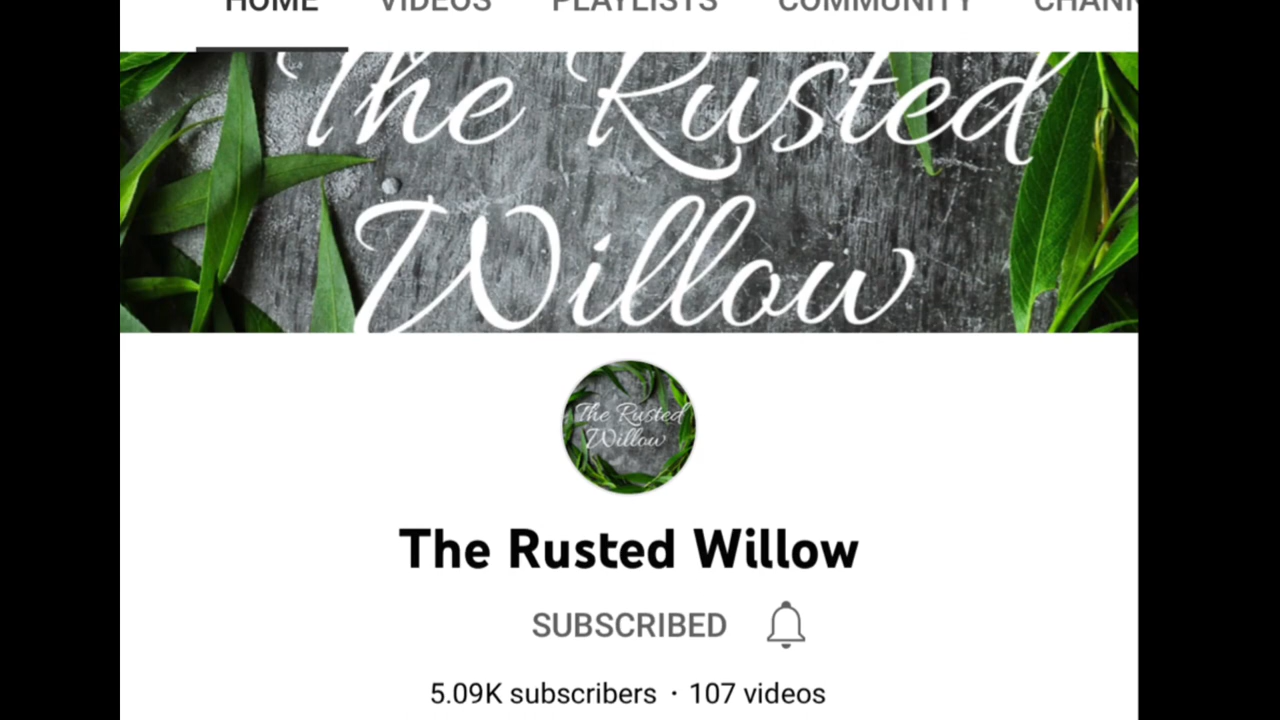 HOME VIDEOS PLAYLISTS COMMUNITY
The Rusted
Willow
The Rusted
Willow
The Rusted Willow
SUBSCRIBED
5.09K subscribers · 107 videos